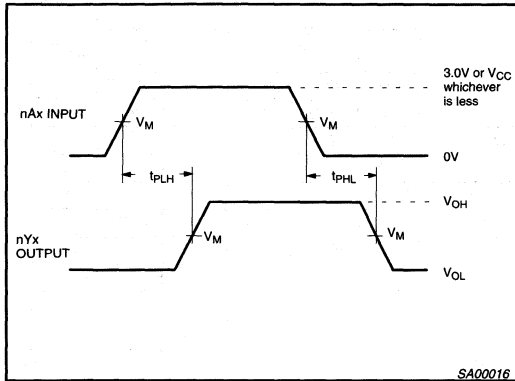 3.0V or VCC
whichever
is less
nAx INPUT
VM
VM
0V
tPLH
tPHL
VOH
nYx
OUTPUT
VM
VM
VOL
SA00016